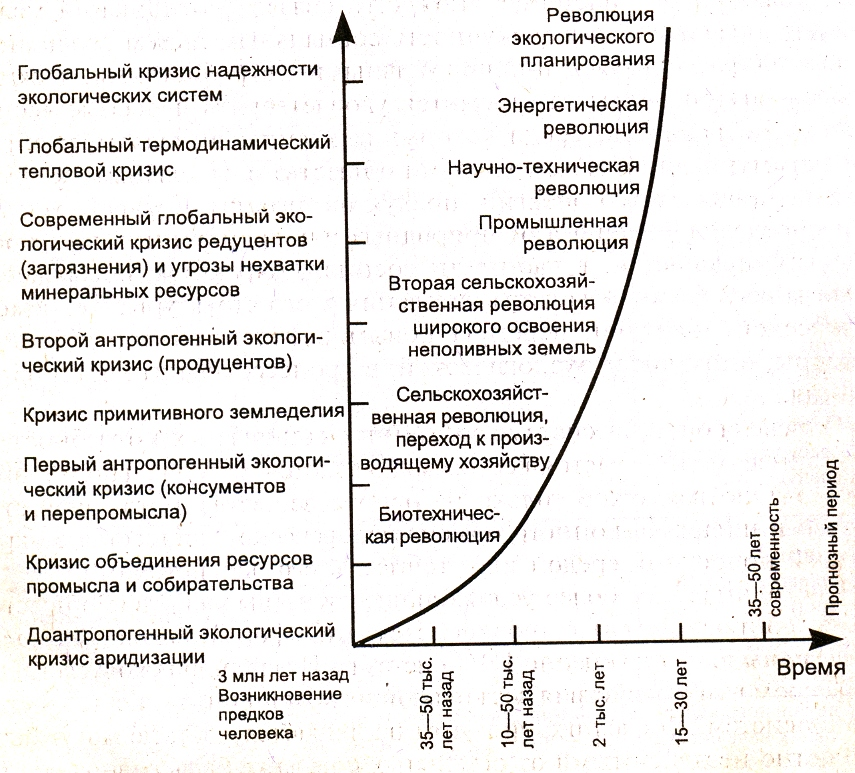 Глобальный кризис надежности
экологических систем
Глобальный термодинамический
тепловой кризис
Современный глобальный эко-
логический кризис редуцентов
(загрязнения) и угрозы нехватки
минеральных ресурсов
Второй антропогенный экологи-
ческий кризис (продуцентов)
Кризис примитивного земледелия
Первый антропогенный экологи-
ческий кризис (консументов
и перепромысла)
Кризис объединения ресурсов
промысла и собирательства
Доантропогенный экологический
кризис аридизации
Революция
экологического
планирования
Энергетическая
революция
Научно-техническая
революция
Промышленная
революция
Вторая сельскохозяй-
ственная революция
широкого освоения
неполивных земель
Сельскохозяйст-
венная революция,
переход к произ-
водящему хозяйству
Биотехничес-
кая революция
3 млн лет назад
Возникновение
предков
человека
35—50 тыс.
лет назад
10—50 тыс.
лет назад
2 тыс. лет
15—30 лет
35—50 лет
современность
Прогнозный период
Время